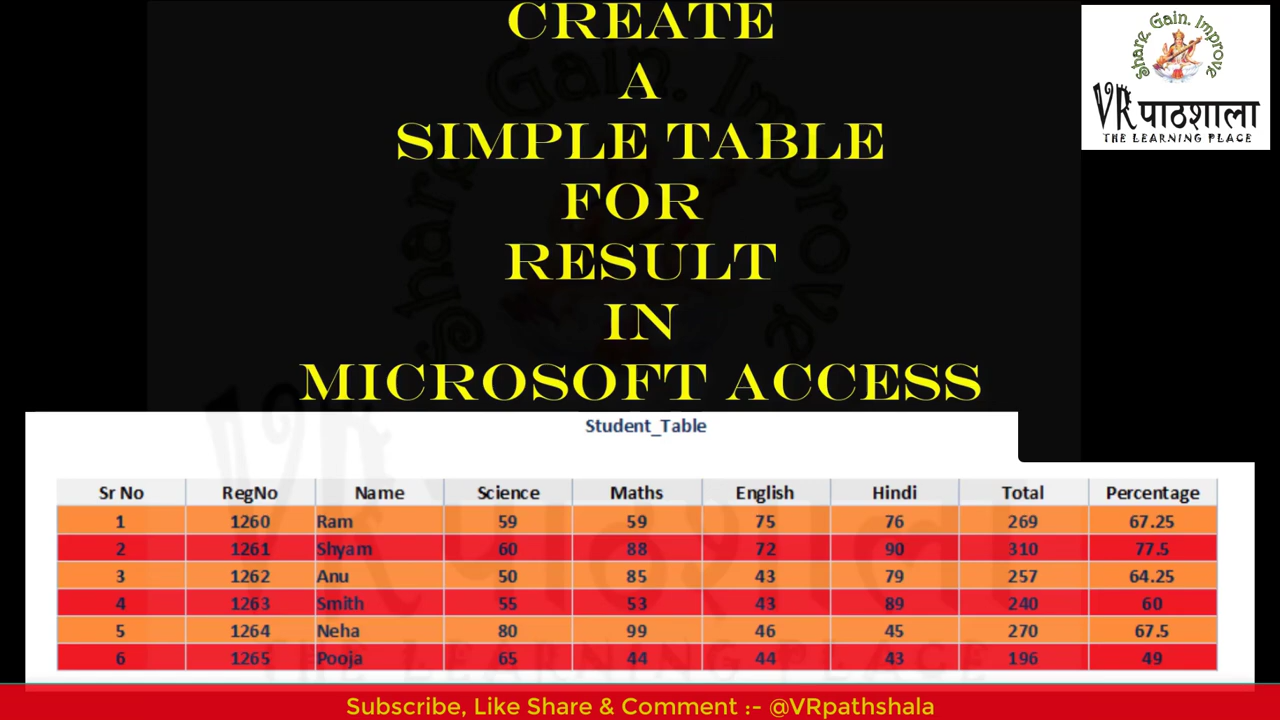 CREATE
A
SIMPLE TABLE
FOR
RESULT
IN
MICROSOFT ACCESS
Share. Gain. Improve
VR पाठशाला
THE LEARNING PLACE
Student_Table
Sr No RegNo Name Science Maths English Hindi Total Percentage
1 1260 Ram 59 59 75 76 269 67.25
2 1261 Shyam 60 88 72 90 310 77.5
3 1262 Anu 50 85 43 79 257 64.25
4 1263 Smith 55 53 43 89 240 60
5 1264 Neha 80 99 46 45 270 67.5
6 1265 Pooja 65 44 44 43 196 49
Subscribe, Like Share & Comment :- @VRpathshala